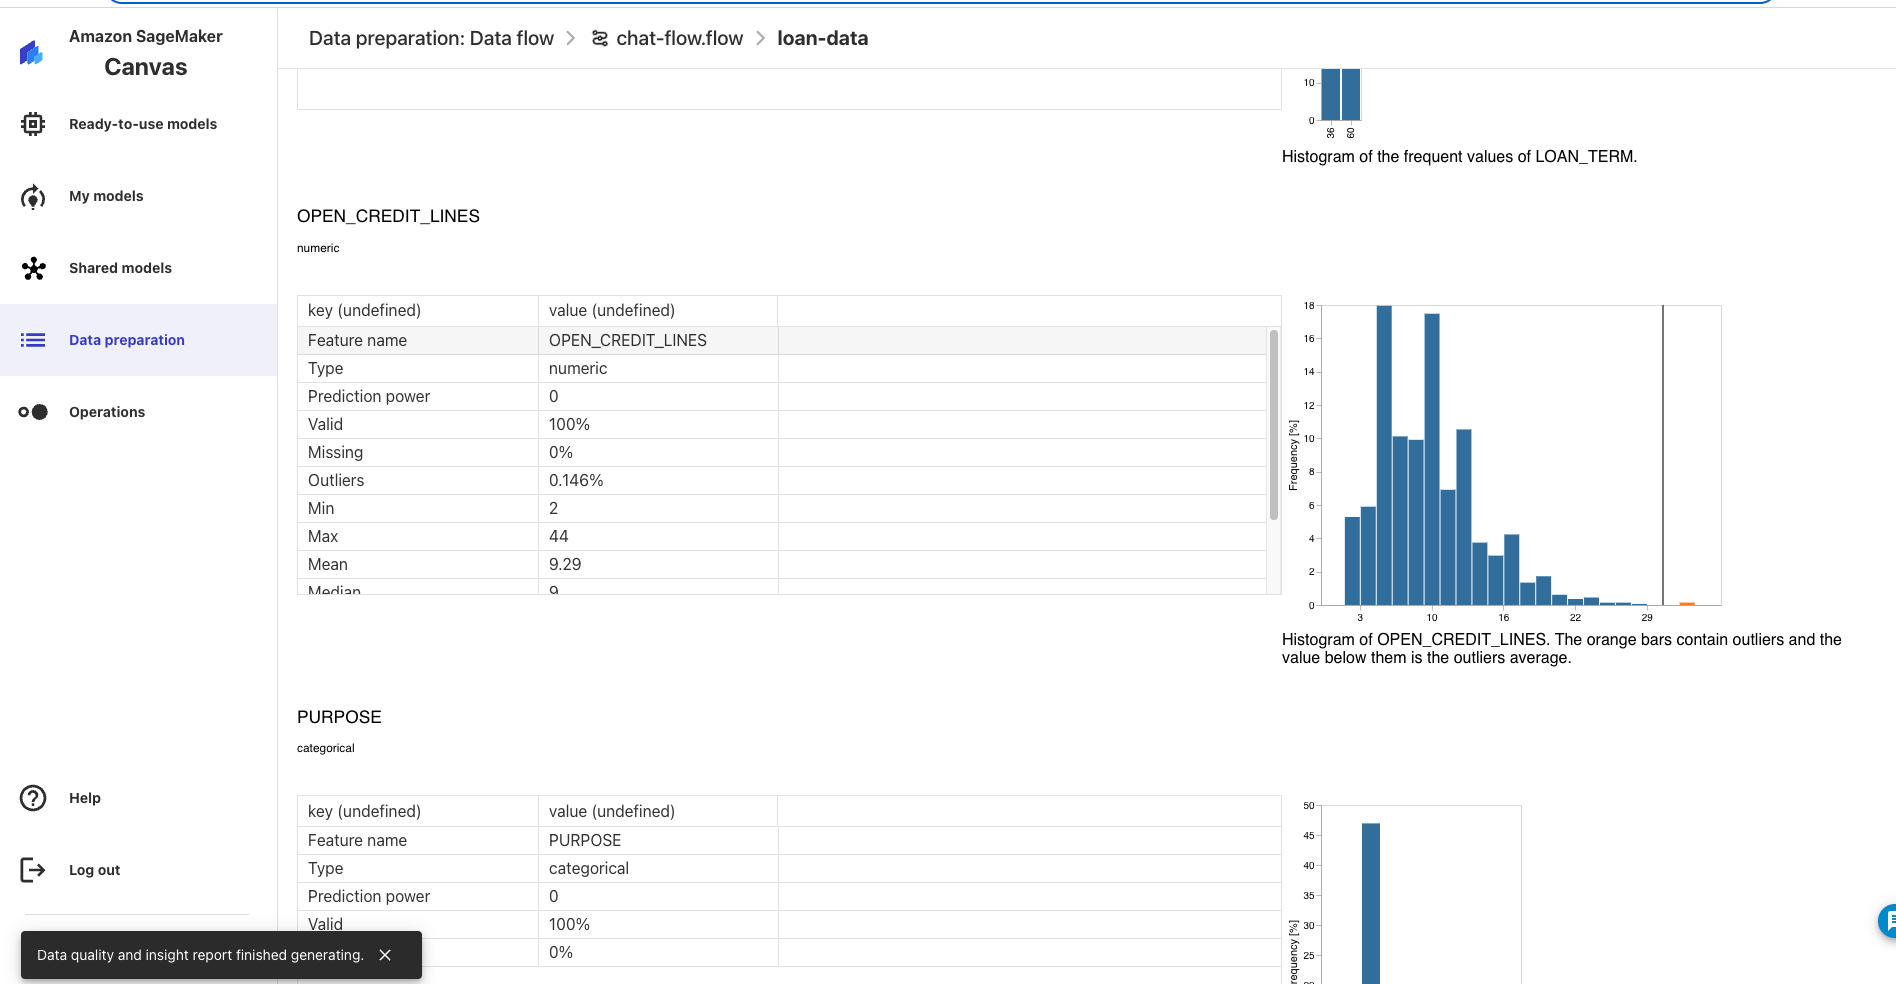 Amazon SageMaker
Canvas
Ready-to-use models
My models
Shared models
Data preparation
Operations
Help
Log out
Data preparation: Data flow > chat-flow.flow > loan-data
10
0
36 60
Histogram of the frequent values of LOAN_TERM.
OPEN_CREDIT_LINES
numeric
key (undefined) value (undefined)
Feature name OPEN_CREDIT_LINES
Type numeric
Prediction power 0
Valid 100%
Missing 0%
Outliers 0.146%
Min 2
Max 44
Mean 9.29
Median 9
Frequency [%]
18
16
14
12
10
8
6
4
2
0
3 10 16 22 29
Histogram of OPEN_CREDIT_LINES. The orange bars contain outliers and the
value below them is the outliers average.
PURPOSE
categorical
key (undefined) value (undefined)
Feature name PURPOSE
Type categorical
Prediction power 0
Valid 100%
0%
50
45
40
35
30
25
[%]
Data quality and insight report finished generating.